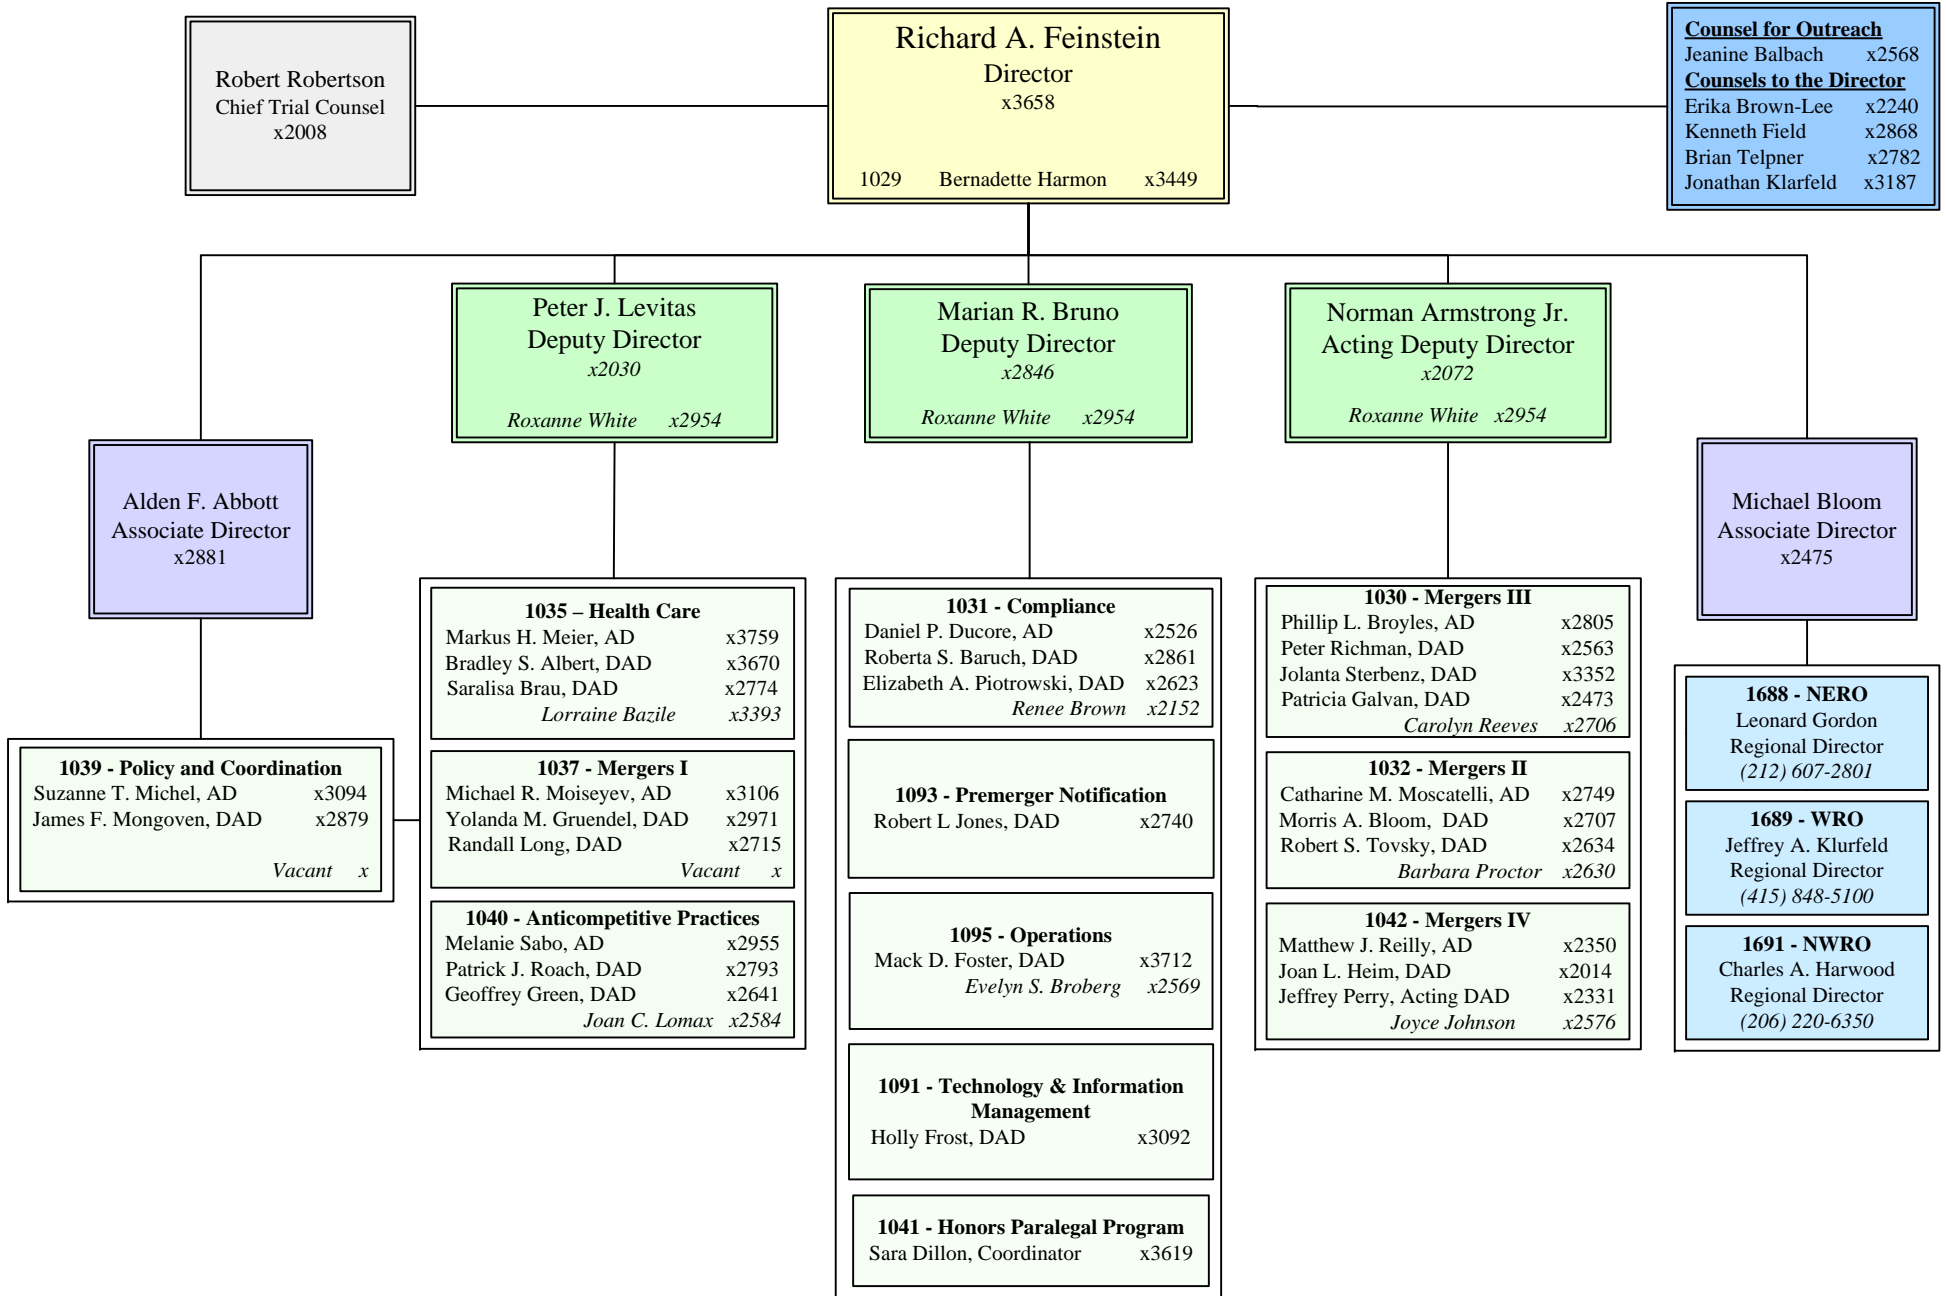 Robert Robertson
Chief Trial Counsel
x2008
Richard A. Feinstein
Director
x3658
1029 Bernadette Harmon x3449
Counsel for Outreach
Jeanine Balbach x2568
Counsels to the Director
Erika Brown-Lee x2240
Kenneth Field x2868
Brian Telpner x2782
Jonathan Klarfeld x3187
Peter J. Levitas
Deputy Director
x2030
Roxanne White x2954
Marian R. Bruno
Deputy Director
x2846
Roxanne White x2954
Norman Armstrong Jr.
Acting Deputy Director
x2072
Roxanne White x2954
Alden F. Abbott
Associate Director
x2881
Michael Bloom
Associate Director
x2475
1039 - Policy and Coordination
Suzanne T. Michel, AD x3094
James F. Mongoven, DAD x2879
Vacant x
1035 – Health Care
Markus H. Meier, AD x3759
Bradley S. Albert, DAD x3670
Saralisa Brau, DAD x2774
Lorraine Bazile x3393
1037 - Mergers I
Michael R. Moiseyev, AD x3106
Yolanda M. Gruendel, DAD x2971
Randall Long, DAD x2715
Vacant x
1040 - Anticompetitive Practices
Melanie Sabo, AD x2955
Patrick J. Roach, DAD x2793
Geoffrey Green, DAD x2641
Joan C. Lomax x2584
1031 - Compliance
Daniel P. Ducore, AD x2526
Roberta S. Baruch, DAD x2861
Elizabeth A. Piotrowski, DAD x2623
Renee Brown x2152
1093 - Premerger Notification
Robert L Jones, DAD x2740
1095 - Operations
Mack D. Foster, DAD x3712
Evelyn S. Broberg x2569
1091 - Technology & Information
Management
Holly Frost, DAD x3092
1041 - Honors Paralegal Program
Sara Dillon, Coordinator x3619
1030 - Mergers III
Phillip L. Broyles, AD x2805
Peter Richman, DAD x2563
Jolanta Sterbenz, DAD x3352
Patricia Galvan, DAD x2473
Carolyn Reeves x2706
1032 - Mergers II
Catharine M. Moscatelli, AD x2749
Morris A. Bloom, DAD x2707
Robert S. Tovsky, DAD x2634
Barbara Proctor x2630
1042 - Mergers IV
Matthew J. Reilly, AD x2350
Joan L. Heim, DAD x2014
Jeffrey Perry, Acting DAD x2331
Joyce Johnson x2576
1688 - NERO
Leonard Gordon
Regional Director
(212) 607-2801
1689 - WRO
Jeffrey A. Klurfeld
Regional Director
(415) 848-5100
1691 - NWRO
Charles A. Harwood
Regional Director
(206) 220-6350